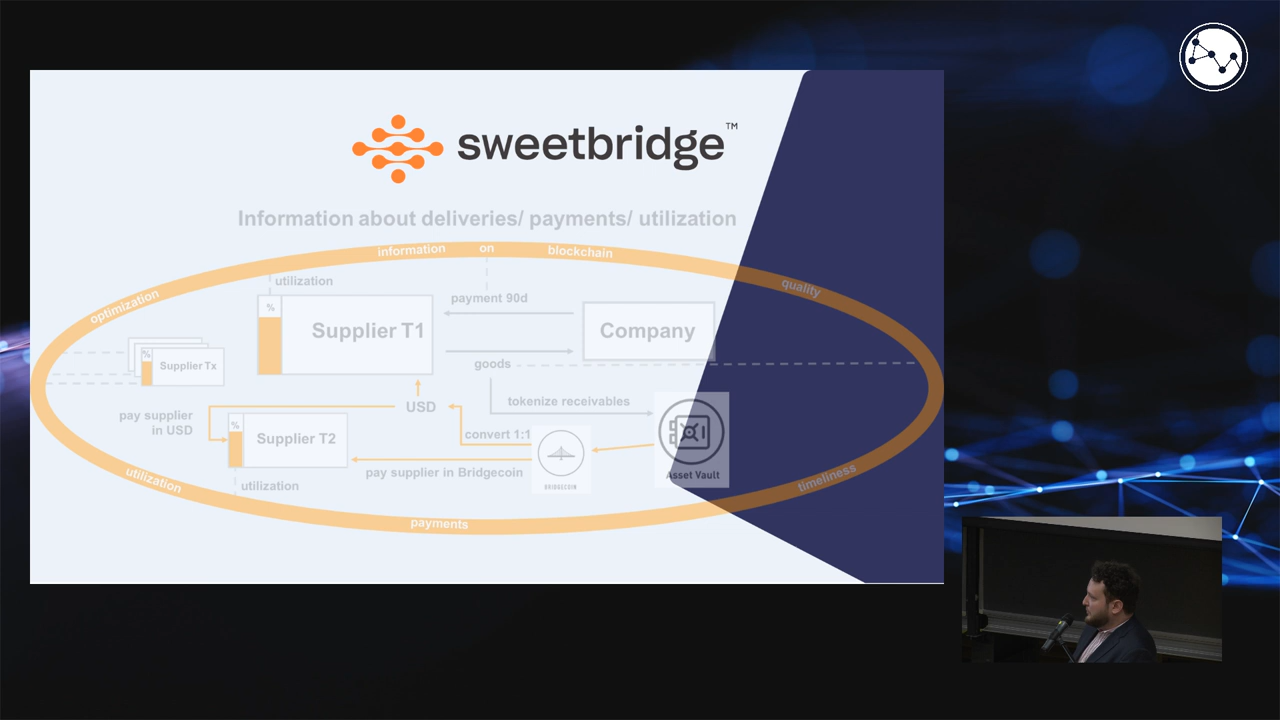 sweetbridge™
Information about deliveries/ payments/ utilization
information on blockchain
optimization
quality
utilization
payment 90d
%
Supplier T1
Company
%
Supplier Tx
goods
tokenize receivables
USD
pay supplier
in USD
%
Supplier T2
convert 1:1
pay supplier in Bridgecoin
BRIDGECOIN
Asset Vault
utilization
utilization
timeliness
payments